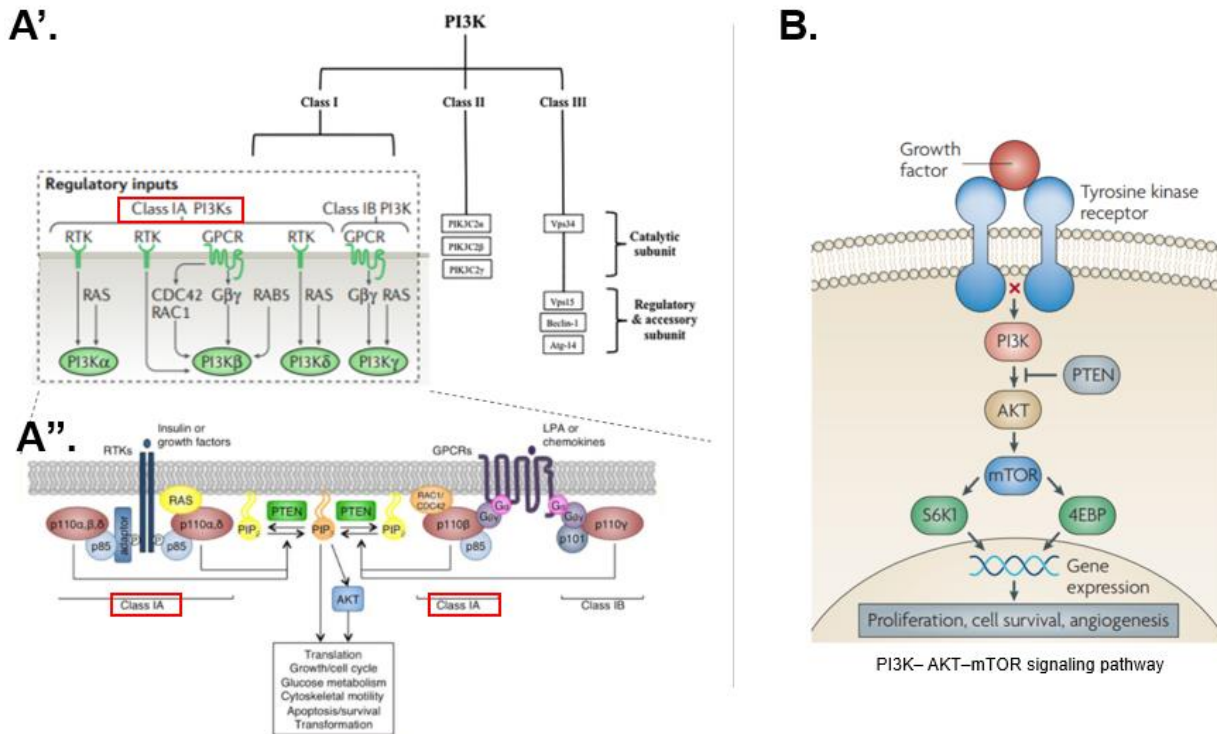 A'.
PI3K
Class I
Class II
Class III
Regulatory inputs
Class IA PI3Ks
Class IB PI3K
RTK
RTK
GPCR
RTK
GPCR
RAS
CDC42
RAC1
Gβγ
RAB5
RAS
Gβγ
RAS
PI3Kα
PI3Kβ
PI3Kδ
PI3Kγ
PIK3C2α
PIK3C2β
PIK3C2γ
Vps34
Catalytic
subunit
Vps15
Beclin-1
Atg-14
Regulatory
& accessory
subunit
A".
Insulin or
growth factors
RTKs
LPA or
chemokines
GPCRs
RAS
p110α,β,δ
p85
adaptor
P
P
p85
p110α,δ
PIP2
PTEN
PIP3
PTEN
PIP2
RAC1/
CDC42
p110β
p85
Gα
Gβγ
Gα
Gβγ
p101
p110γ
Class IA
AKT
Class IA
Class IB
Translation
Growth/cell cycle
Glucose metabolism
Cytoskeletal motility
Apoptosis/survival
Transformation
B.
Growth
factor
Tyrosine kinase
receptor
PI3K
PTEN
AKT
mTOR
S6K1
4EBP
Gene
expression
Proliferation, cell survival, angiogenesis
PI3K– AKT–mTOR signaling pathway